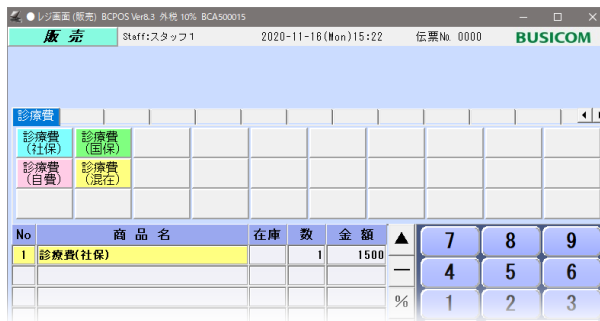 レジ画面 (販売) BCPOS Ver8.3 外税 10% BCA500015
販 売 Staff:スタッフ1 2020-11-16(Mon)15:22 伝票No. 0000 BUSICOM
診療費
診療費 診療費
(社保) (国保)
診療費 診療費
(自費) (混在)
No 商 品 名 在庫 数 金 額 ▲ 7 8 9
1 診療費(社保) 1 1500
― 4 5 6
% 1 2 3